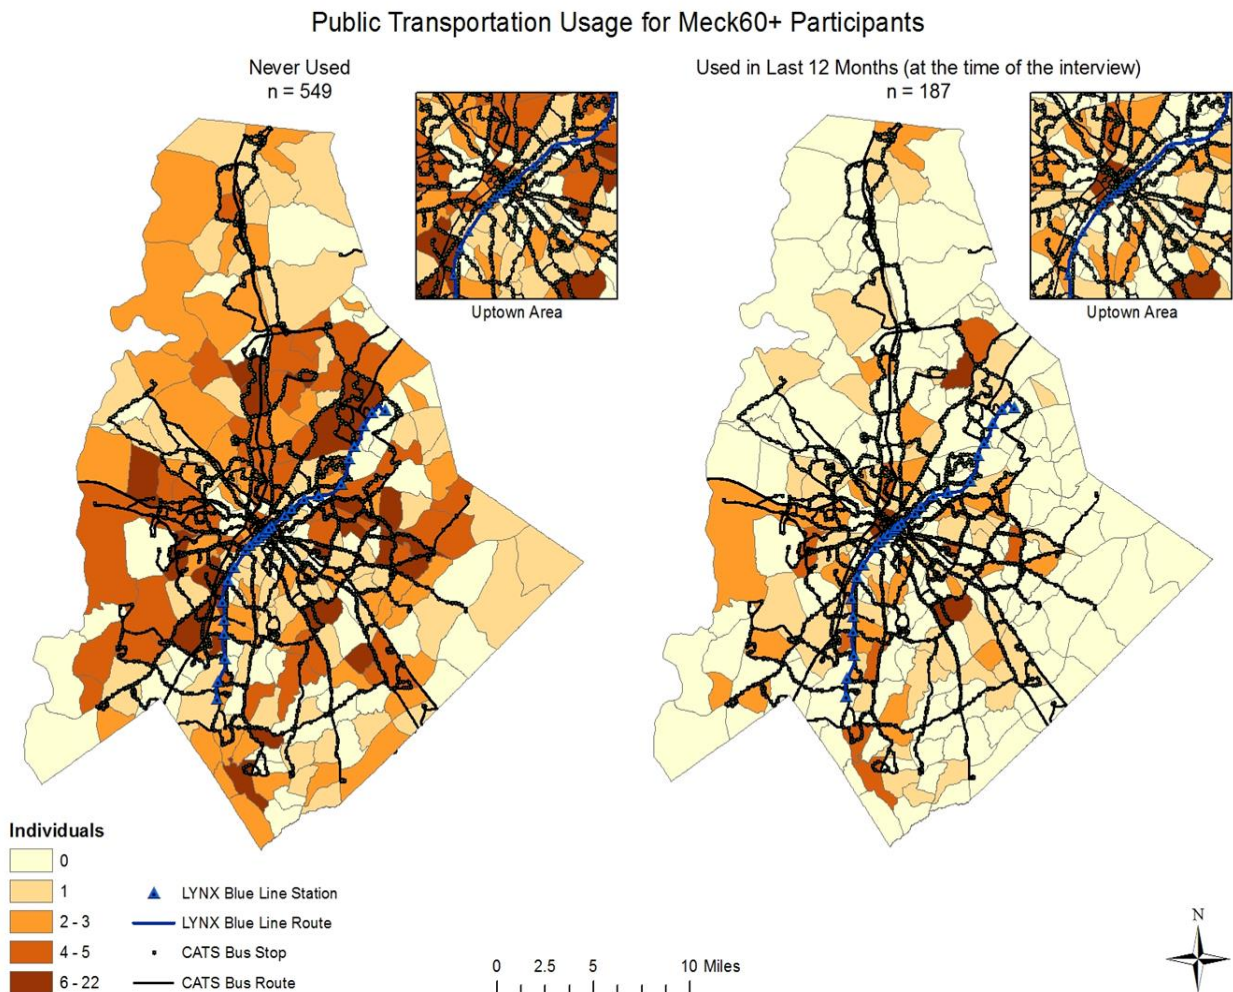 Public Transportation Usage for Meck60+ Participants
Never Used
n = 549
Used in Last 12 Months (at the time of the interview)
n = 187
Uptown Area
Uptown Area
Individuals
0
1
2 - 3
4 - 5
6 - 22
LYNX Blue Line Station
LYNX Blue Line Route
CATS Bus Stop
CATS Bus Route
0 2.5 5 10 Miles
N